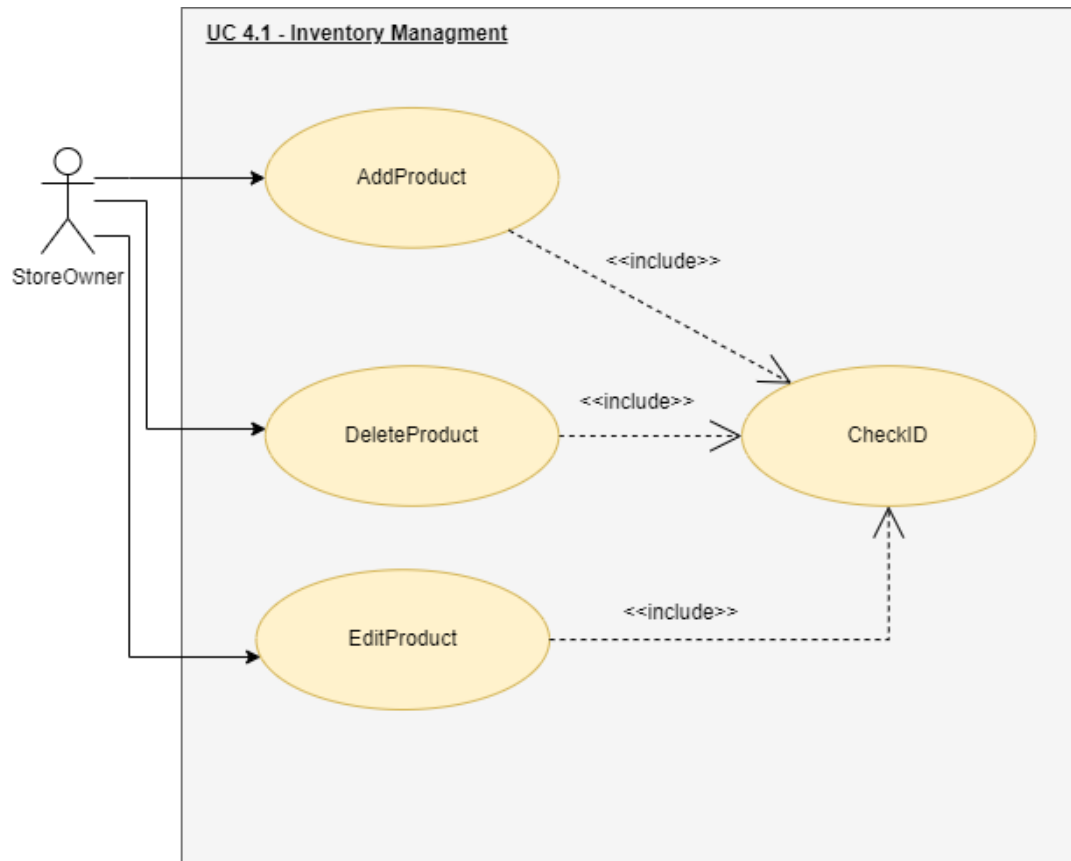 UC 4.1 - Inventory Managment
AddProduct
StoreOwner
<<include>>
DeleteProduct
<<include>>
CheckID
EditProduct
<<include>>